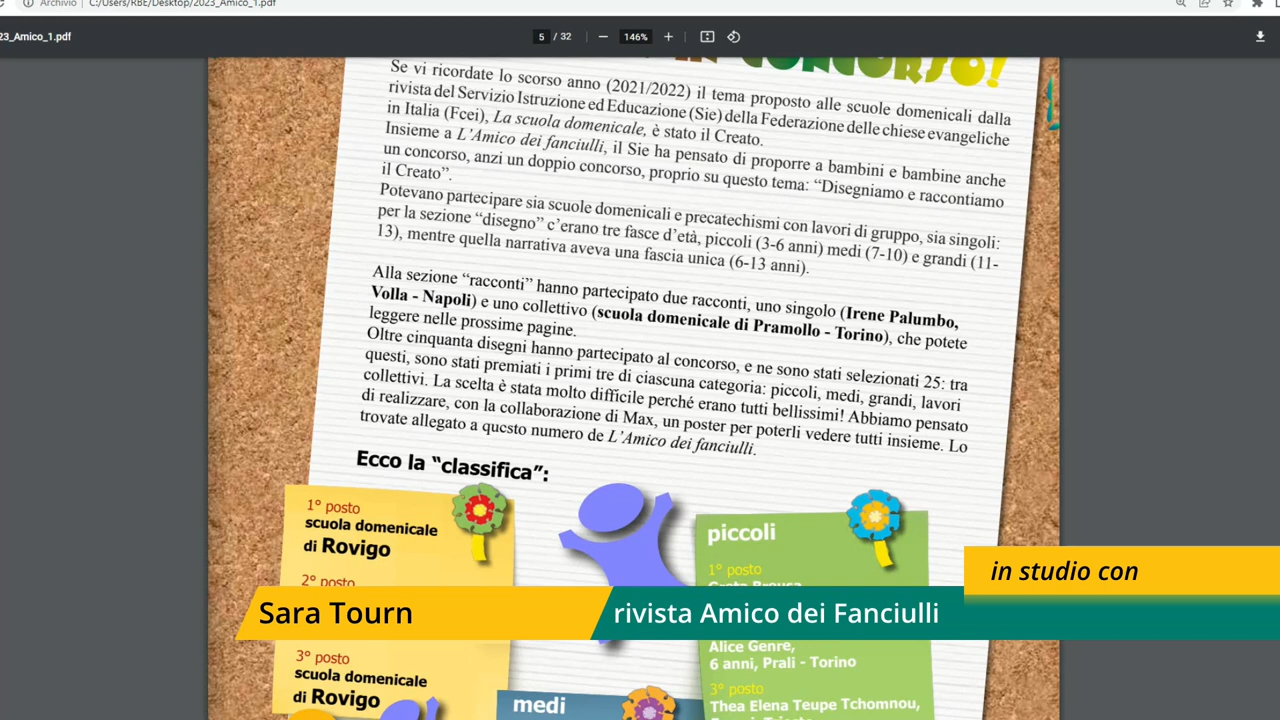 Archivio
C:/Users/RBE/Desktop/2023_Amico_1.pdf
23_Amico_1.pdf
5 / 32
146%
IN CONCORSO!
Se vi ricordate lo scorso anno (2021/2022) il tema proposto alle scuole domenicali dalla
rivista del Servizio Istruzione ed Educazione (Sie) della Federazione delle chiese evangeliche
in Italia (Fcei), La scuola domenicale, è stato il Creato.
Insieme a L'Amico dei fanciulli, il Sie ha pensato di proporre a bambini e bambine anche
un concorso, anzi un doppio concorso, proprio su questo tema: “Disegniamo e raccontiamo
il Creato”.
Potevano partecipare sia scuole domenicali e precatechismi con lavori di gruppo, sia singoli:
per la sezione “disegno” c'erano tre fasce d'età, piccoli (3-6 anni) medi (7-10) e grandi (11-
13), mentre quella narrativa aveva una fascia unica (6-13 anni).
Alla sezione “racconti” hanno partecipato due racconti, uno singolo (Irene Palumbo,
Volla - Napoli) e uno collettivo (scuola domenicale di Pramollo - Torino), che potete
leggere nelle prossime pagine.
Oltre cinquanta disegni hanno partecipato al concorso, e ne sono stati selezionati 25: tra
questi, sono stati premiati i primi tre di ciascuna categoria: piccoli, medi, grandi, lavori
collettivi. La scelta è stata molto difficile perché erano tutti bellissimi! Abbiamo pensato
di realizzare, con la collaborazione di Max, un poster per poterli vedere tutti insieme. Lo
trovate allegato a questo numero de L'Amico dei fanciulli.
Ecco la “classifica”:
1° posto
scuola domenicale
di Rovigo
2° posto
3° posto
scuola domenicale
di Rovigo
medi
piccoli
1° posto
Greta Brousa
Alice Genre,
6 anni, Prali - Torino
3° posto
Thea Elena Teupe Tchomnou,
in studio con
Sara Tourn
rivista Amico dei Fanciulli